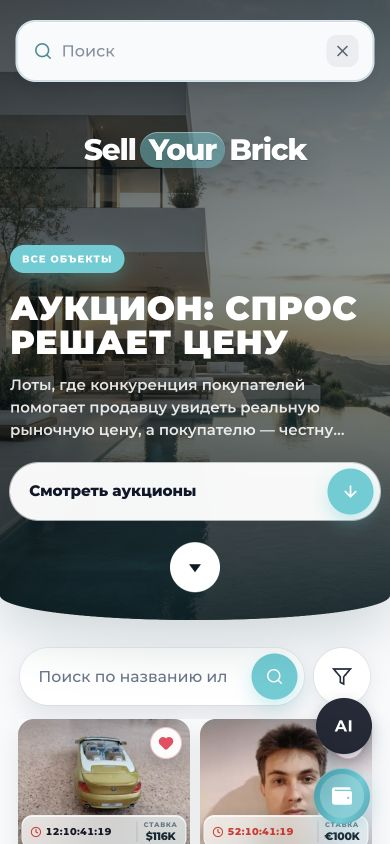 Поиск
Sell Your Brick
ВСЕ ОБЪЕКТЫ
АУКЦИОН: СПРОС
РЕШАЕТ ЦЕНУ
Лоты, где конкуренция покупателей
помогает продавцу увидеть реальную
рыночную цену, а покупателю — честну...
Смотреть аукционы
Поиск по названию ил
AI
12:10:41:19
СТАВКА
$116K
52:10:41:19
СТАВКА
€100K